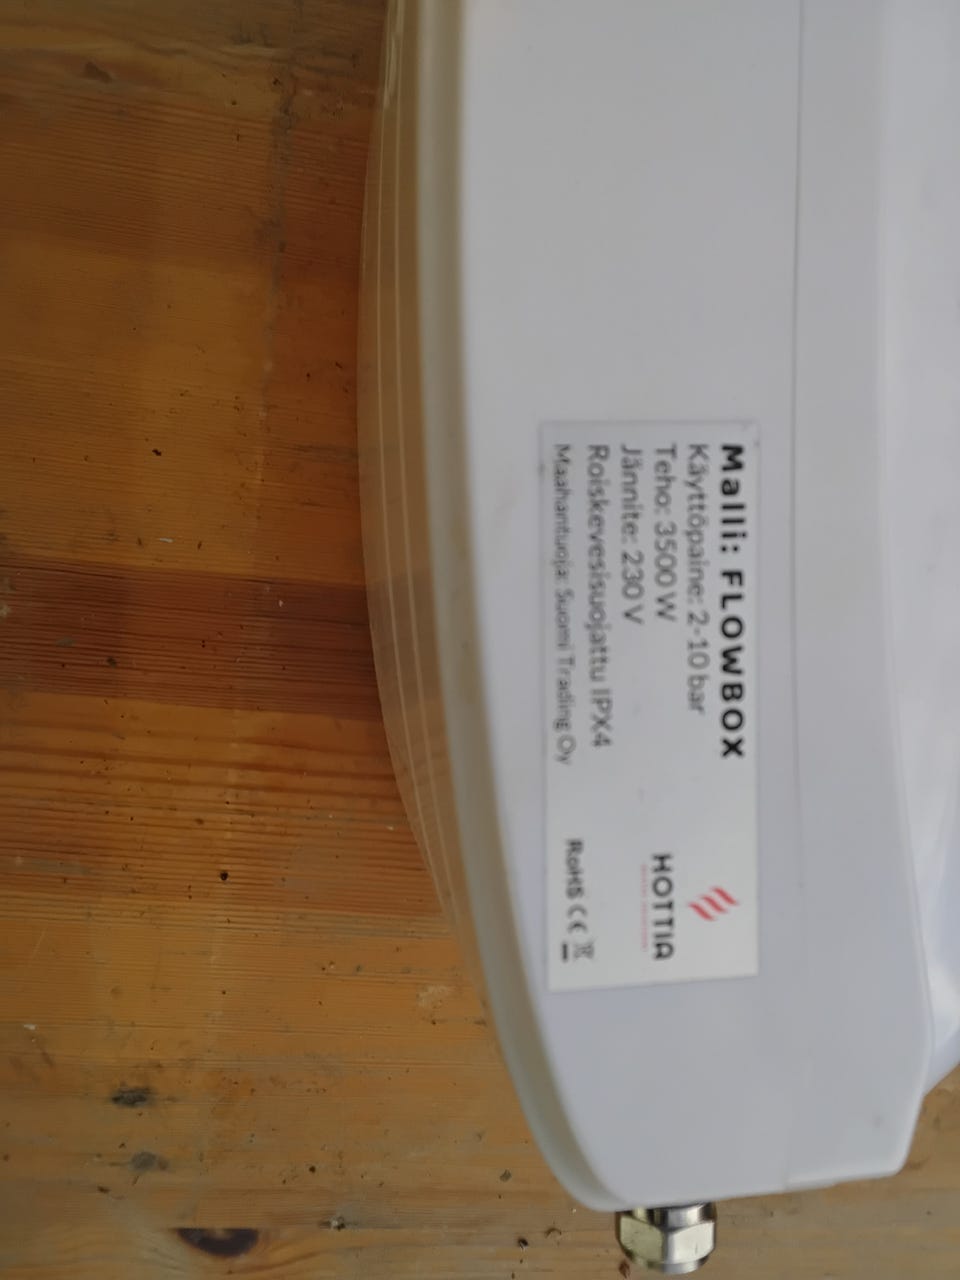 Malli: FLOWBOX
Käyttöpaine: 2-10 bar
Teho: 3500 W
Jännite: 230 V
Roiskevesisuojattu IPX4
Maahantuoja: Suomi Trading Oy
HOTTIA
RoHS CE